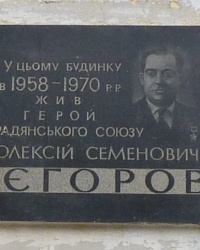 У ЦЬОМУ БУДИНКУ
В 1958–1970 Р.Р.
ЖИВ
ГЕРОЙ
РАДЯНСЬКОГО СОЮЗУ
ОЛЕКСІЙ СЕМЕНОВИЧ
ЄГОРОВ